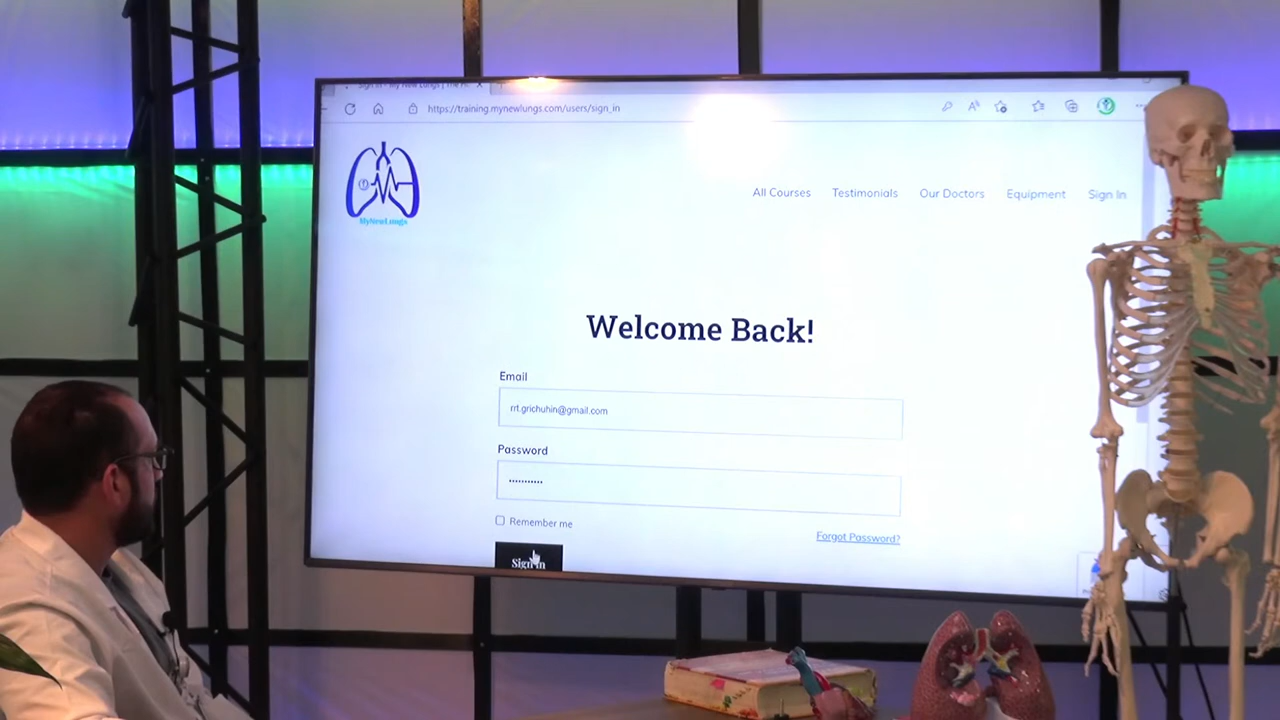 https://training.mynewlungs.com/users/sign_in
MyNewLungs
All Courses Testimonials Our Doctors Equipment Sign In
Welcome Back!
Email
rrt.grichuhin@gmail.com
Password
Remember me
Forgot Password?
Sign in